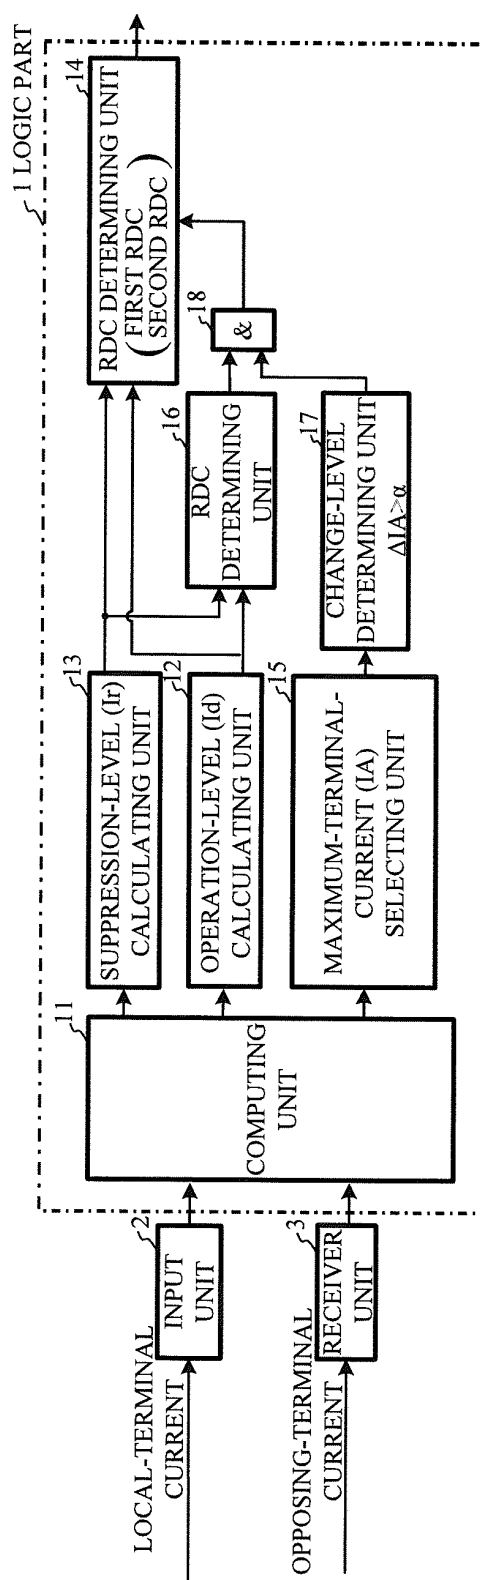 1 LOGIC PART
LOCAL-TERMINAL
CURRENT
2
INPUT
UNIT
OPPOSING-TERMINAL
CURRENT
3
RECEIVER
UNIT
11
COMPUTING
UNIT
13
SUPPRESSION-LEVEL (Ir)
CALCULATING UNIT
12
OPERATION-LEVEL (Id)
CALCULATING UNIT
15
MAXIMUM-TERMINAL-
CURRENT (IA)
SELECTING UNIT
16
RDC
DETERMINING
UNIT
17
CHANGE-LEVEL
DETERMINING UNIT
ΔIA>α
18
&
14
RDC DETERMINING UNIT
(FIRST RDC
SECOND RDC)